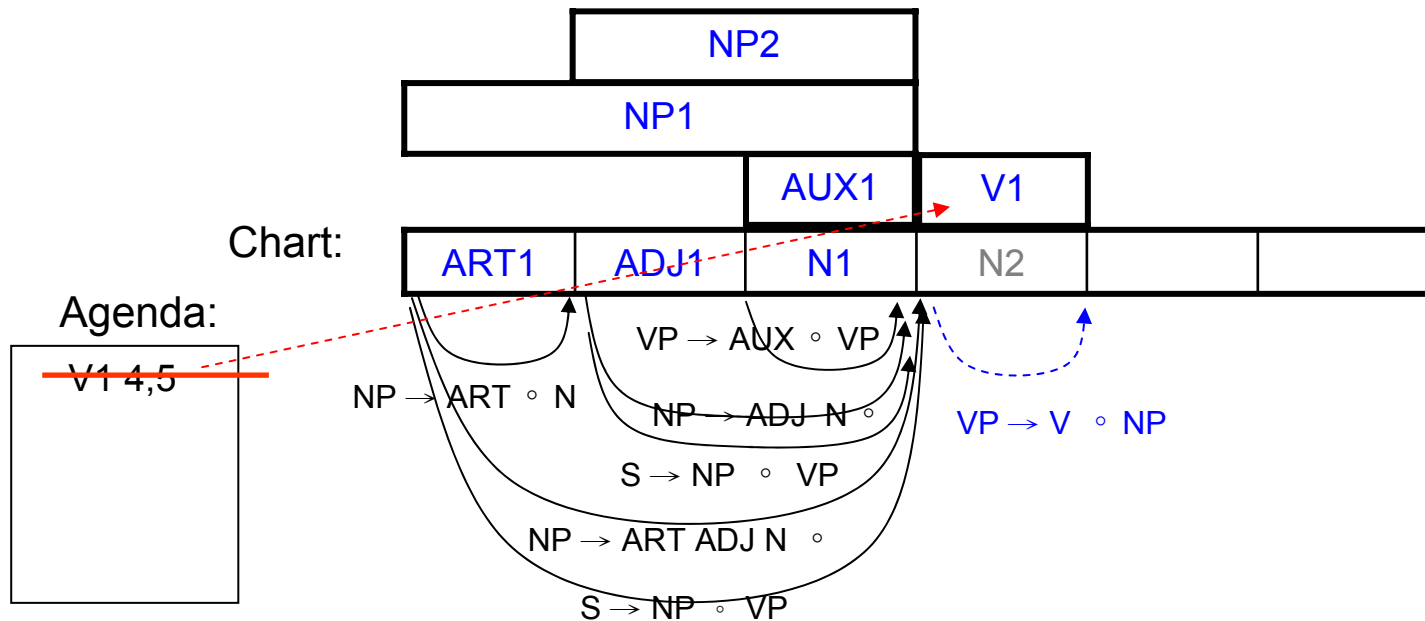 NP2
NP1
AUX1 V1
Chart:
ART1 ADJ1 N1 N2
Agenda:
V1 4,5
VP → AUX ∘ VP
NP → ART ∘ N
NP → ADJ N ∘
VP → V ∘ NP
S → NP ∘ VP
NP → ART ADJ N ∘
S → NP ∘ VP